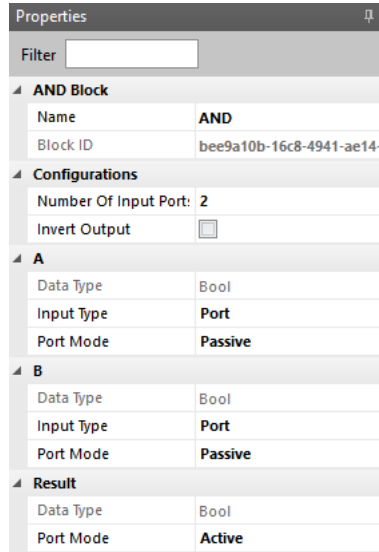 Properties
Filter
AND Block
Name AND
Block ID bee9a10b-16c8-4941-ae14-
Configurations
Number Of Input Port: 2
Invert Output
A
Data Type Bool
Input Type Port
Port Mode Passive
B
Data Type Bool
Input Type Port
Port Mode Passive
Result
Data Type Bool
Port Mode Active